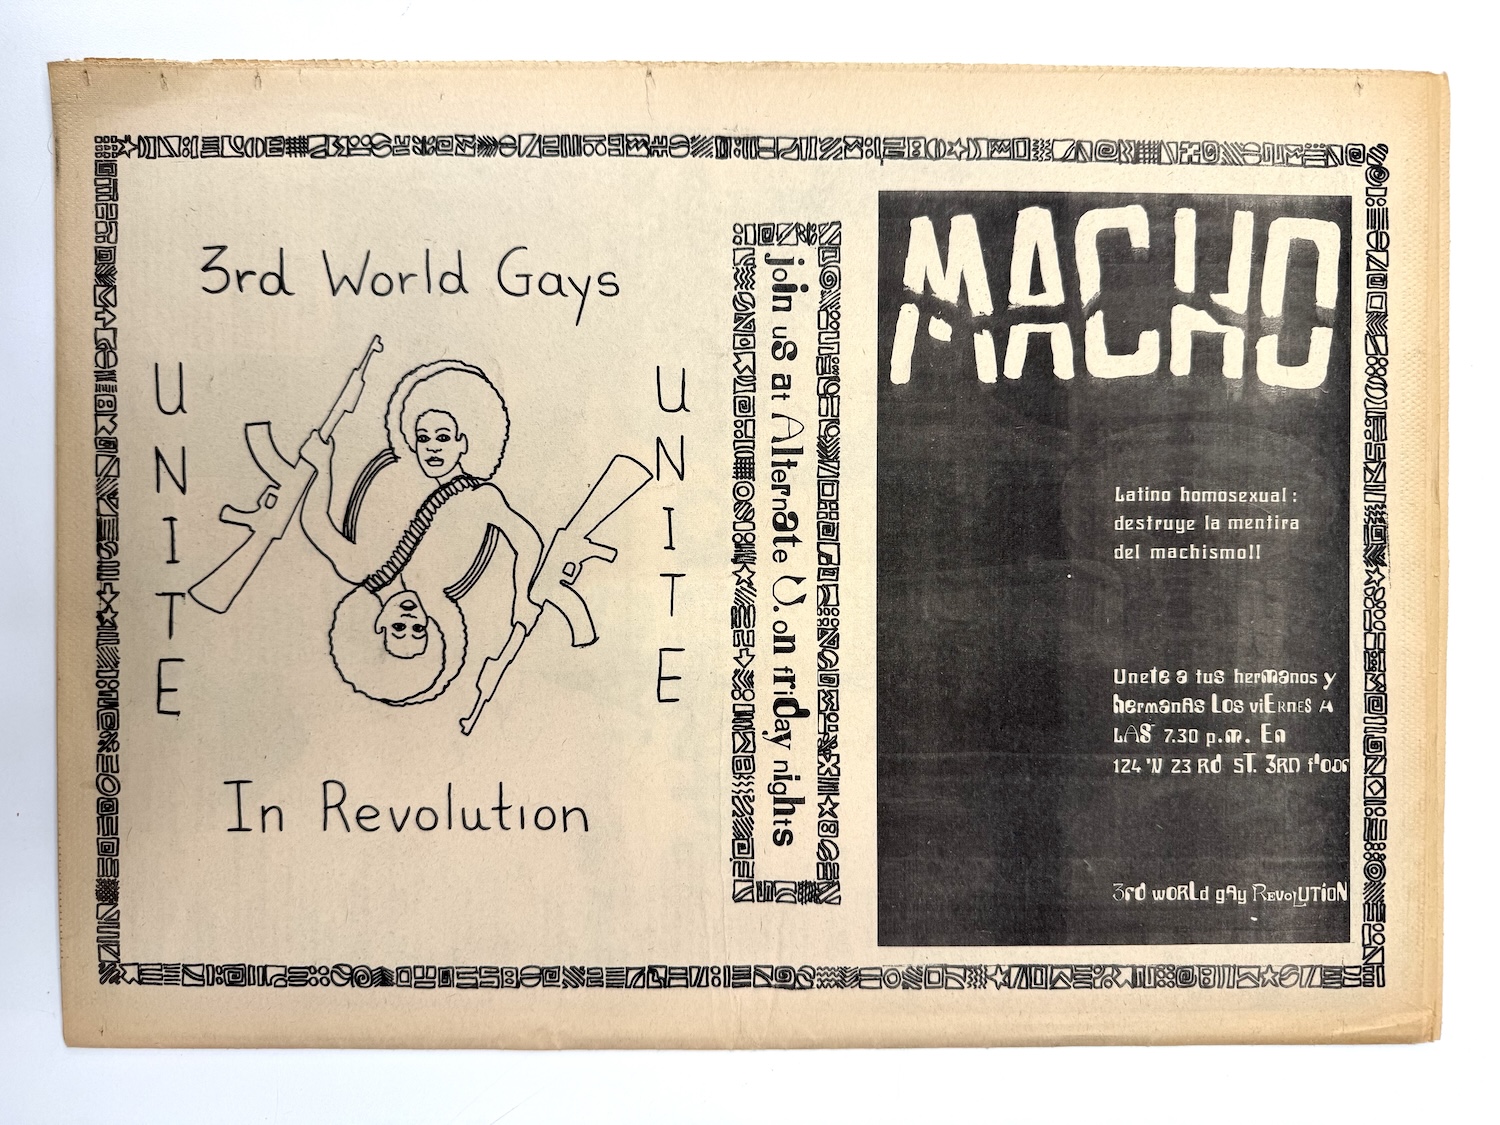 3rd World Gays
UNITE
UNITE
In Revolution
join us at Alternate U. on friday nights
MACHO
Latino homosexual:
destruye la mentira
del machismo!!
Unete a tus hermanos y
hermanAs Los viERnES A
LAS 7.30 p.m. En
124 W 23 Rd ST. 3RD floor
3rd woRLd gAy RevoLUTioN